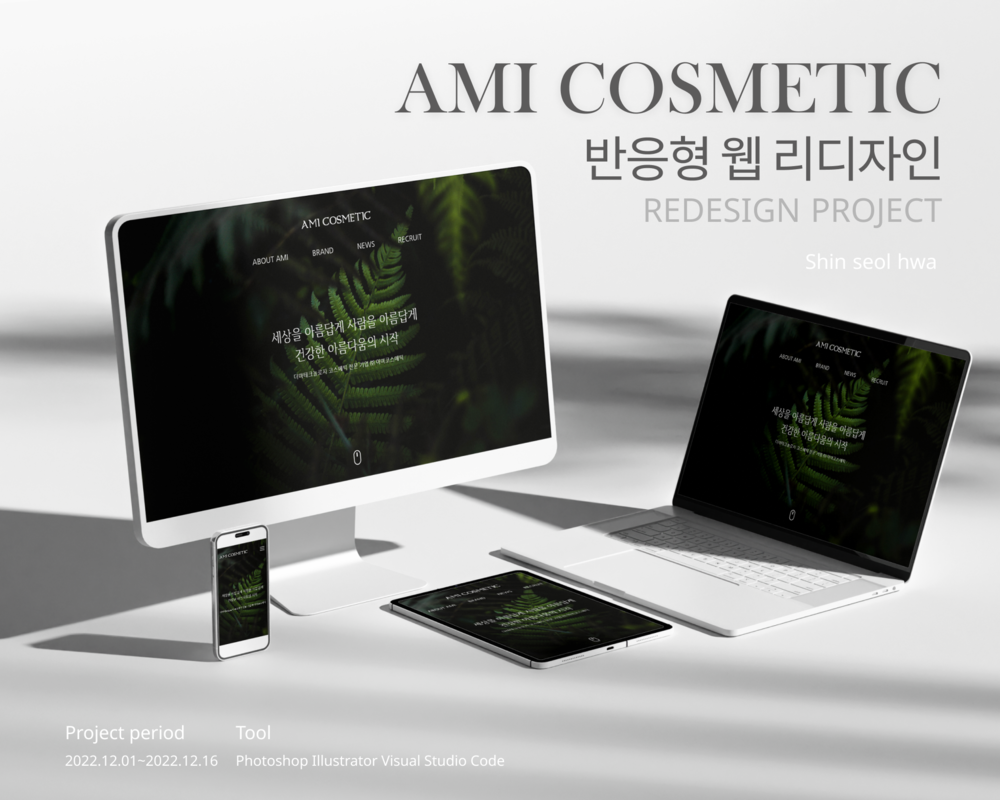 AMI COSMETIC
반응형 웹 리디자인
REDESIGN PROJECT
Shin seol hwa
AMI COSMETIC
ABOUT AMI BRAND NEWS RECRUIT
세상을 아름답게 사람을 아름답게
건강한 아름다움의 시작
AMI COSMETIC
ABOUT AMI BRAND NEWS RECRUIT
세상을 아름답게 사람을 아름답게
건강한 아름다움의 시작
AMI COSMETIC
AMI COSMETIC
Project period Tool
2022.12.01~2022.12.16 Photoshop Illustrator Visual Studio Code